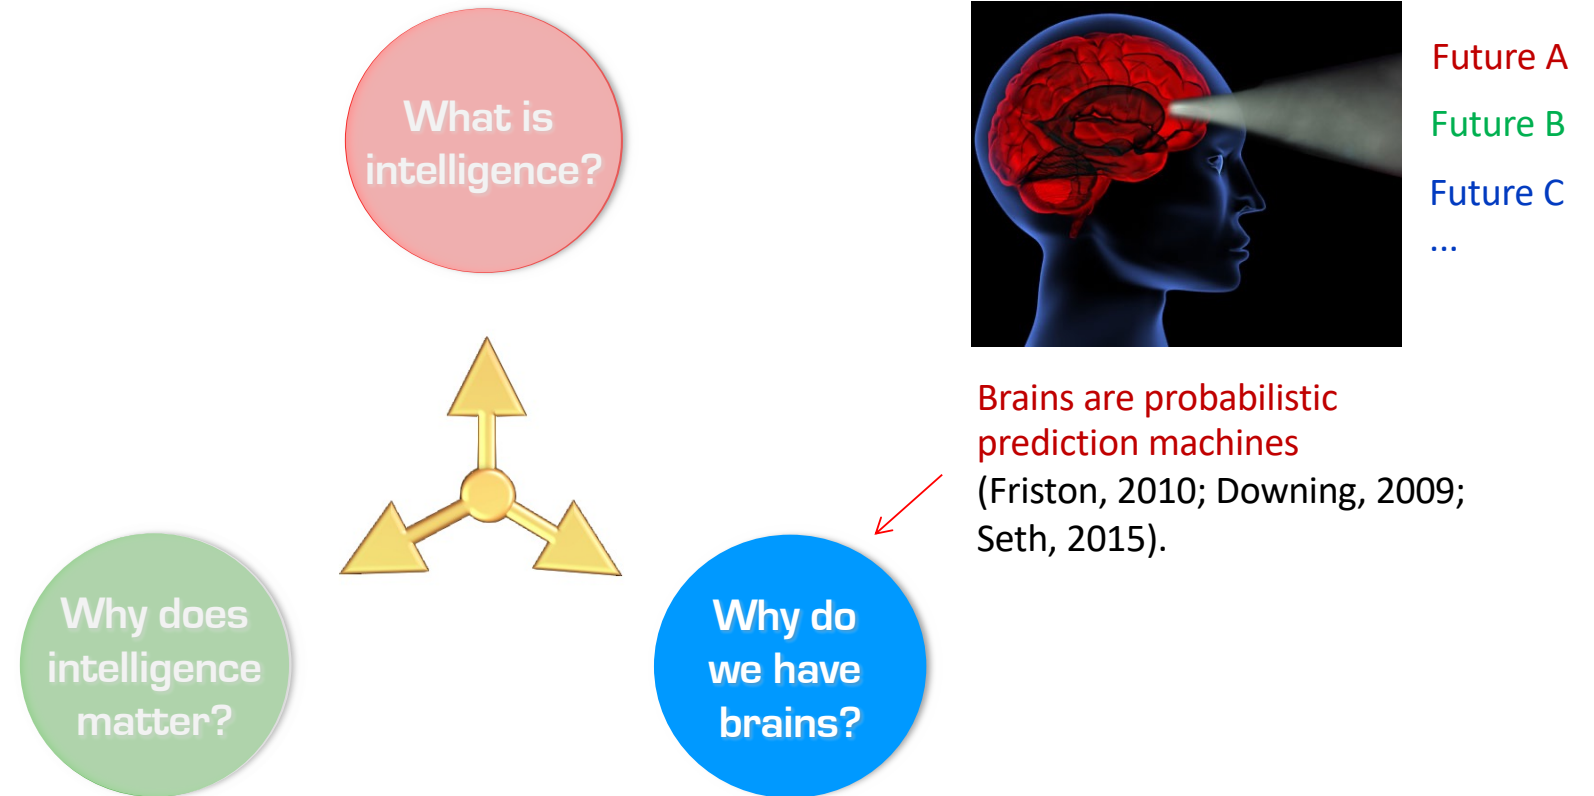 What is
intelligence?
Future A
Future B
Future C
...
Brains are probabilistic
prediction machines
(Friston, 2010; Downing, 2009;
Seth, 2015).
Why does
intelligence
matter?
Why do
we have
brains?